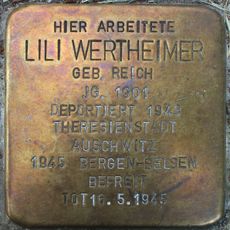 HIER ARBEITETE
LILI WERTHEIMER
GEB. REICH
JG. 1901
DEPORTIERT 1943
THERESIENSTADT
AUSCHWITZ
1945 BERGEN-BELSEN
BEFREIT
TOT 16.5.1945